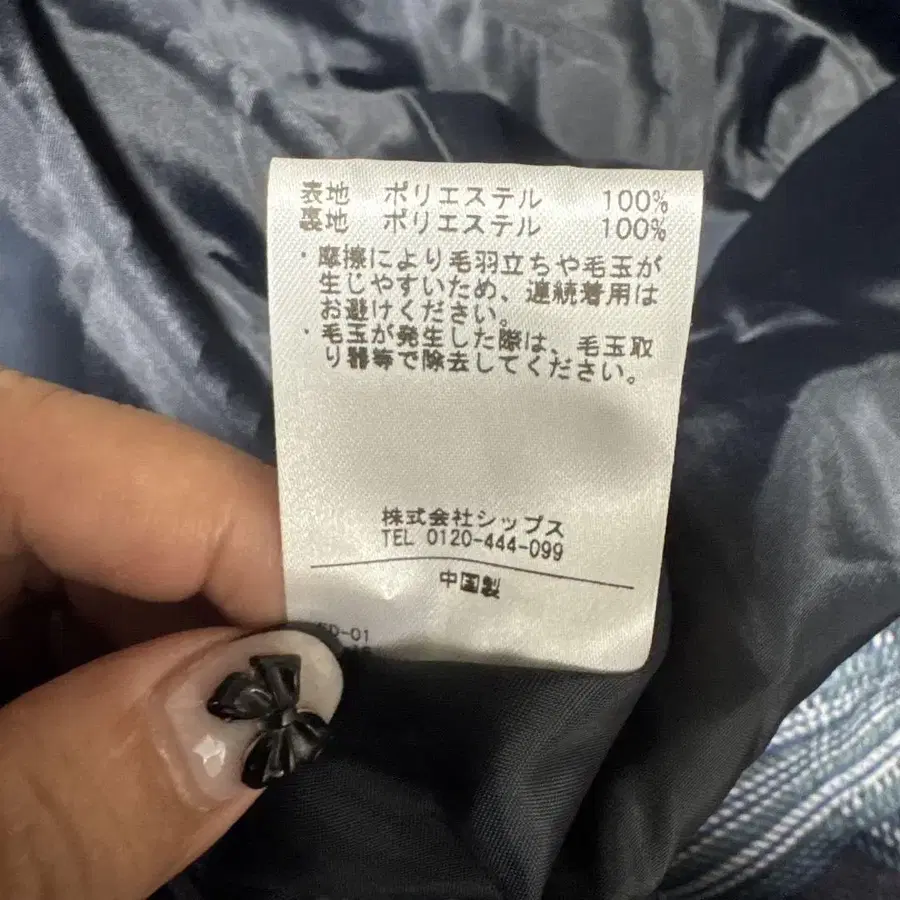 表地 ポリエステル 100%
裏地 ポリエステル 100%
・摩擦により毛羽立ちや毛玉が
生じやすいため、連続着用は
お避けください。
・毛玉が発生した際は、毛玉取
り器等で除去してください。
株式会社シップス
TEL 0120-444-099
中国製